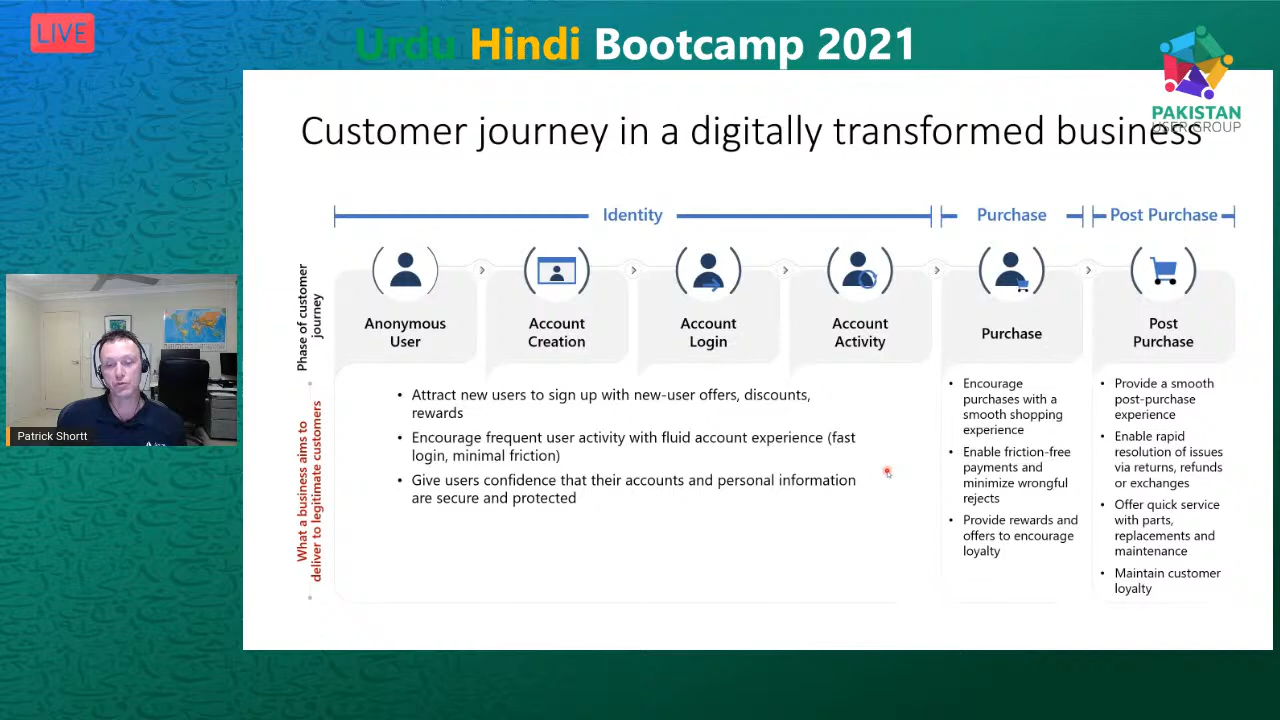 LIVE
Urdu Hindi Bootcamp 2021
PAKISTAN
USER GROUP
Customer journey in a digitally transformed business
Identity
Purchase
Post Purchase
Phase of customer
journey
Anonymous
User
Account
Creation
Account
Login
Account
Activity
Purchase
Post
Purchase
What a business aims to
deliver to legitimate customers
• Attract new users to sign up with new-user offers, discounts,
rewards
• Encourage frequent user activity with fluid account experience (fast
login, minimal friction)
• Give users confidence that their accounts and personal information
are secure and protected
• Encourage
purchases with a
smooth shopping
experience
• Enable friction-free
payments and
minimize wrongful
rejects
• Provide rewards and
offers to encourage
loyalty
• Provide a smooth
post-purchase
experience
• Enable rapid
resolution of issues
via returns, refunds
or exchanges
• Offer quick service
with parts,
replacements and
maintenance
• Maintain customer
loyalty
Patrick Shortt